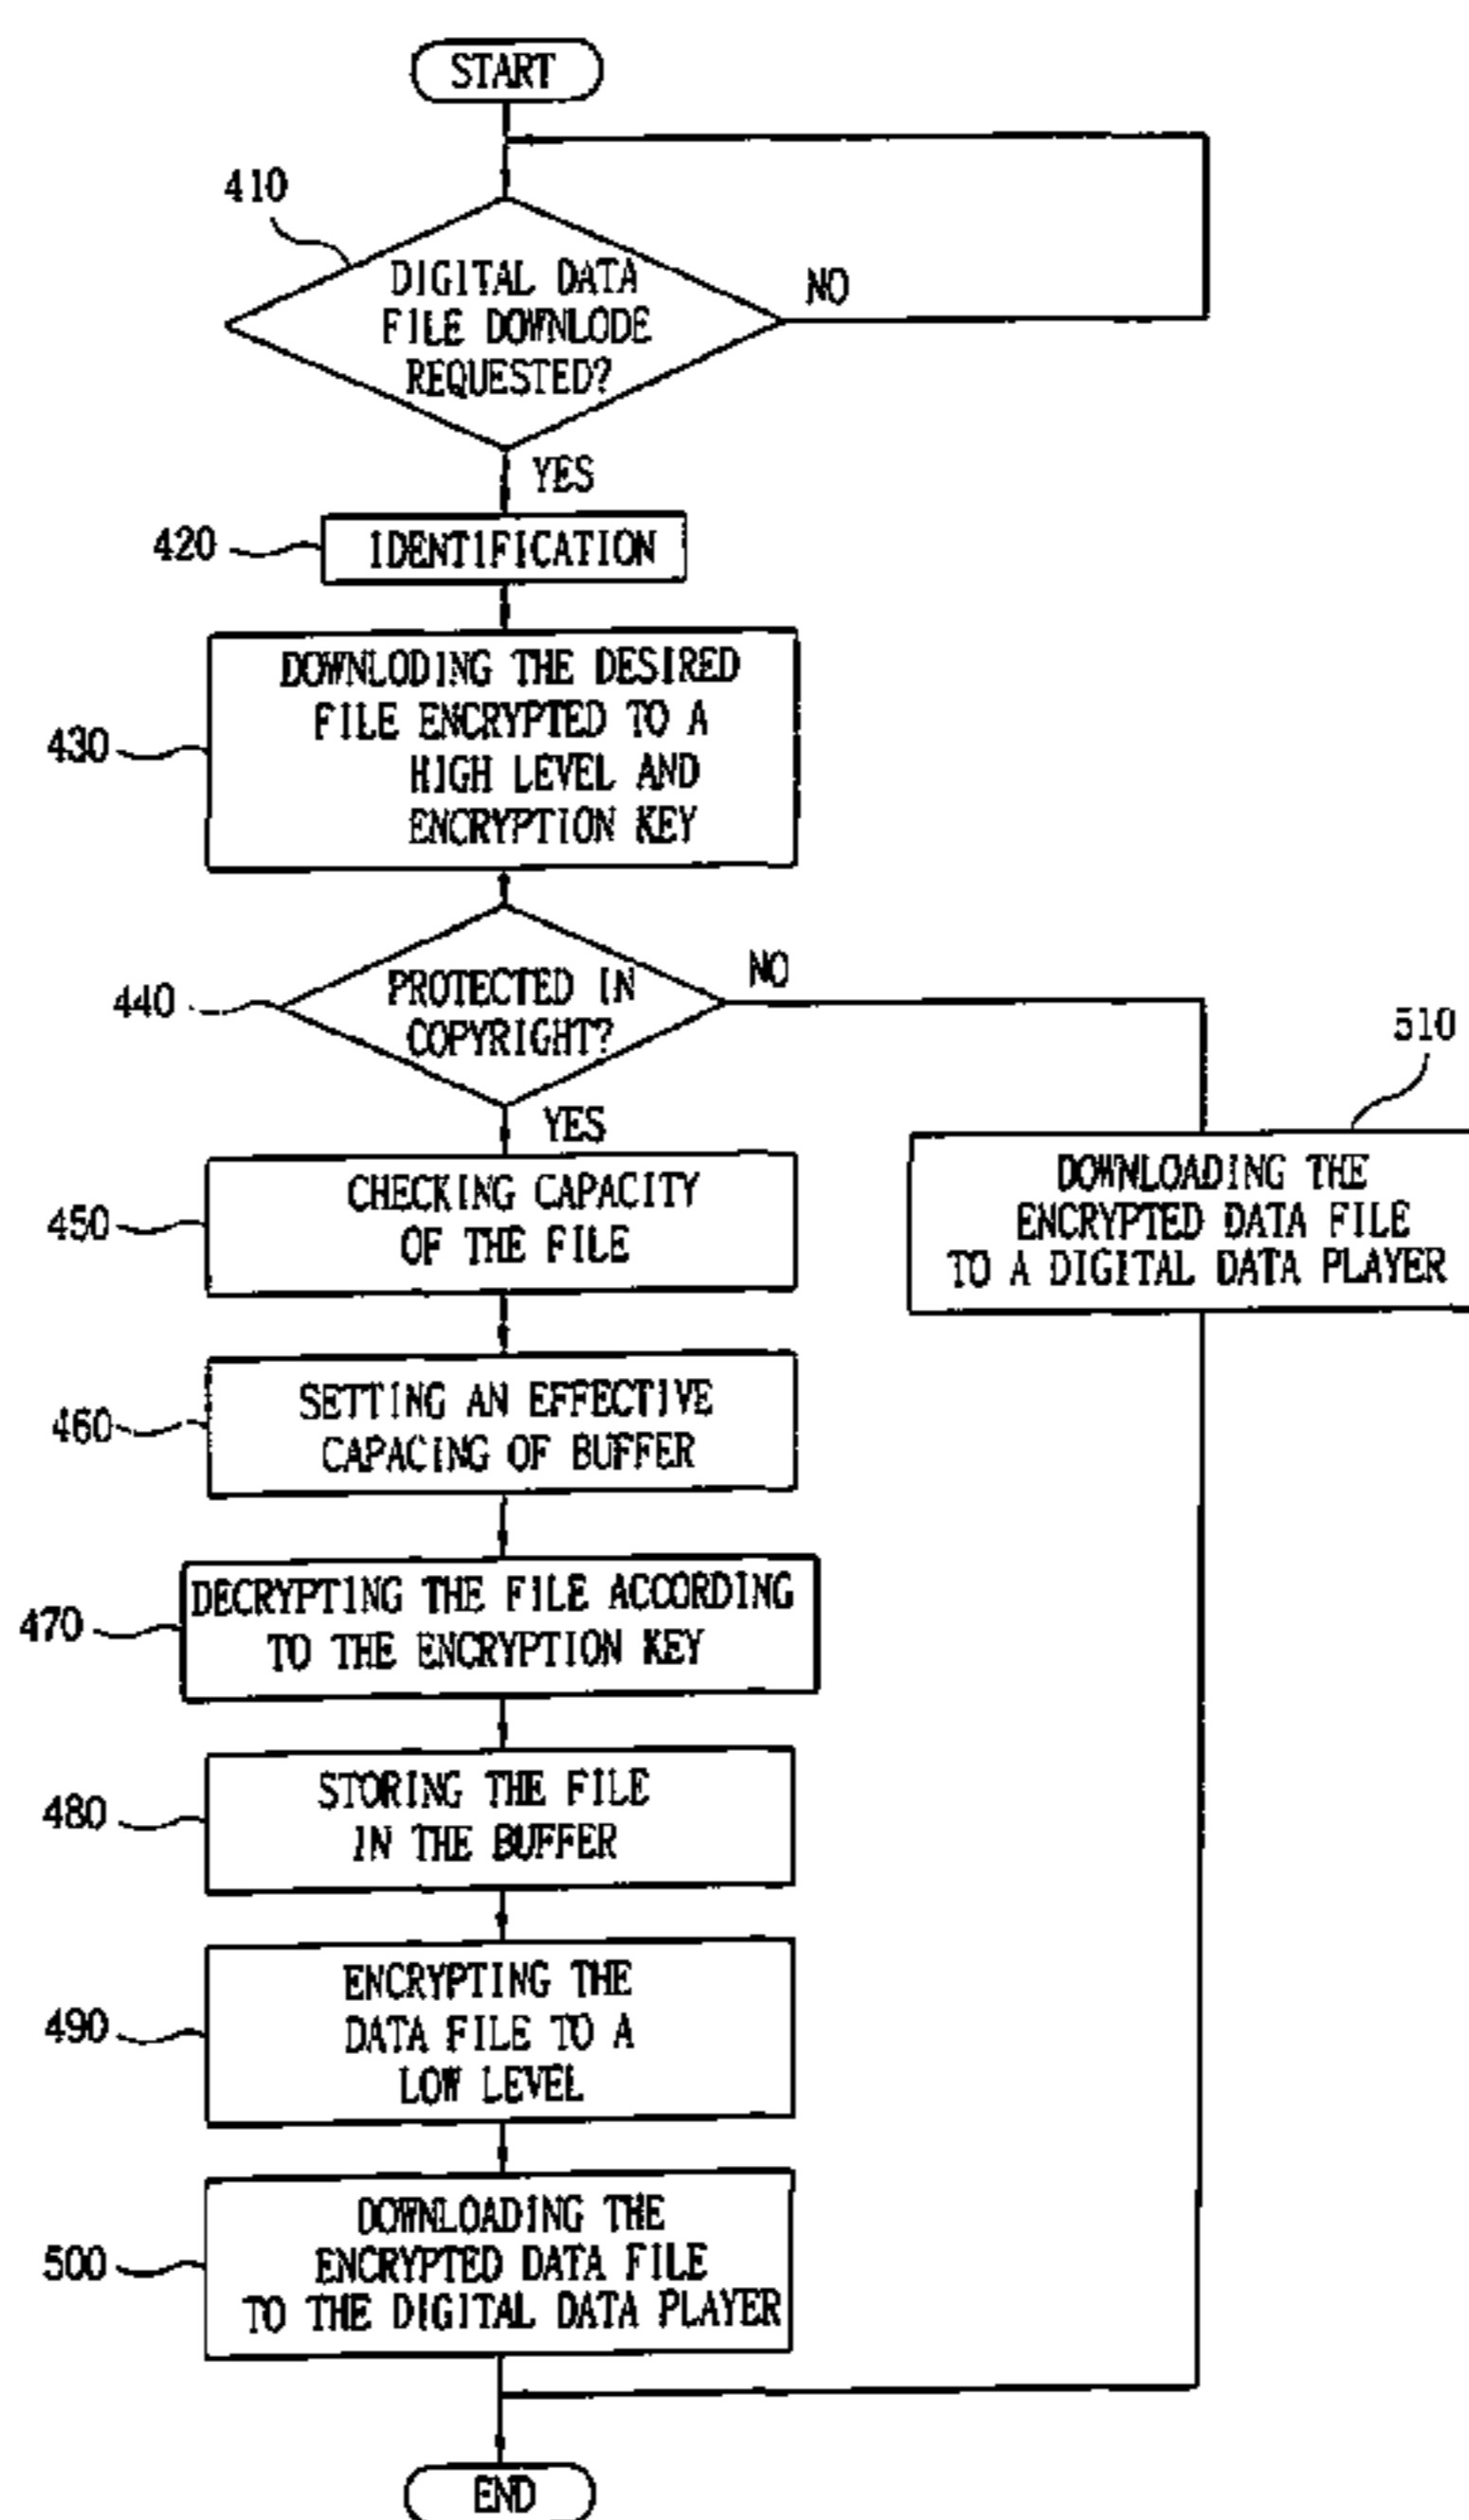 START
410
DIGITAL DATA
FILE DOWNLODE
REQUESTED?
NO
YES
420
IDENTIFICATION
430
DOWNLODING THE DESIRED
FILE ENCRYPTED TO A
HIGH LEVEL AND
ENCRYPTION KEY
440
PROTECTED IN
COPYRIGHT?
NO
YES
510
DOWNLOADING THE
ENCRYPTED DATA FILE
TO A DIGITAL DATA PLAYER
450
CHECKING CAPACITY
OF THE FILE
460
SETTING AN EFFECTIVE
CAPACING OF BUFFER
470
DECRYPTING THE FILE ACCORDING
TO THE ENCRYPTION KEY
480
STORING THE FILE
IN THE BUFFER
490
ENCRYPTING THE
DATA FILE TO A
LOW LEVEL
500
DOWNLOADING THE
ENCRYPTED DATA FILE
TO THE DIGITAL DATA PLAYER
END